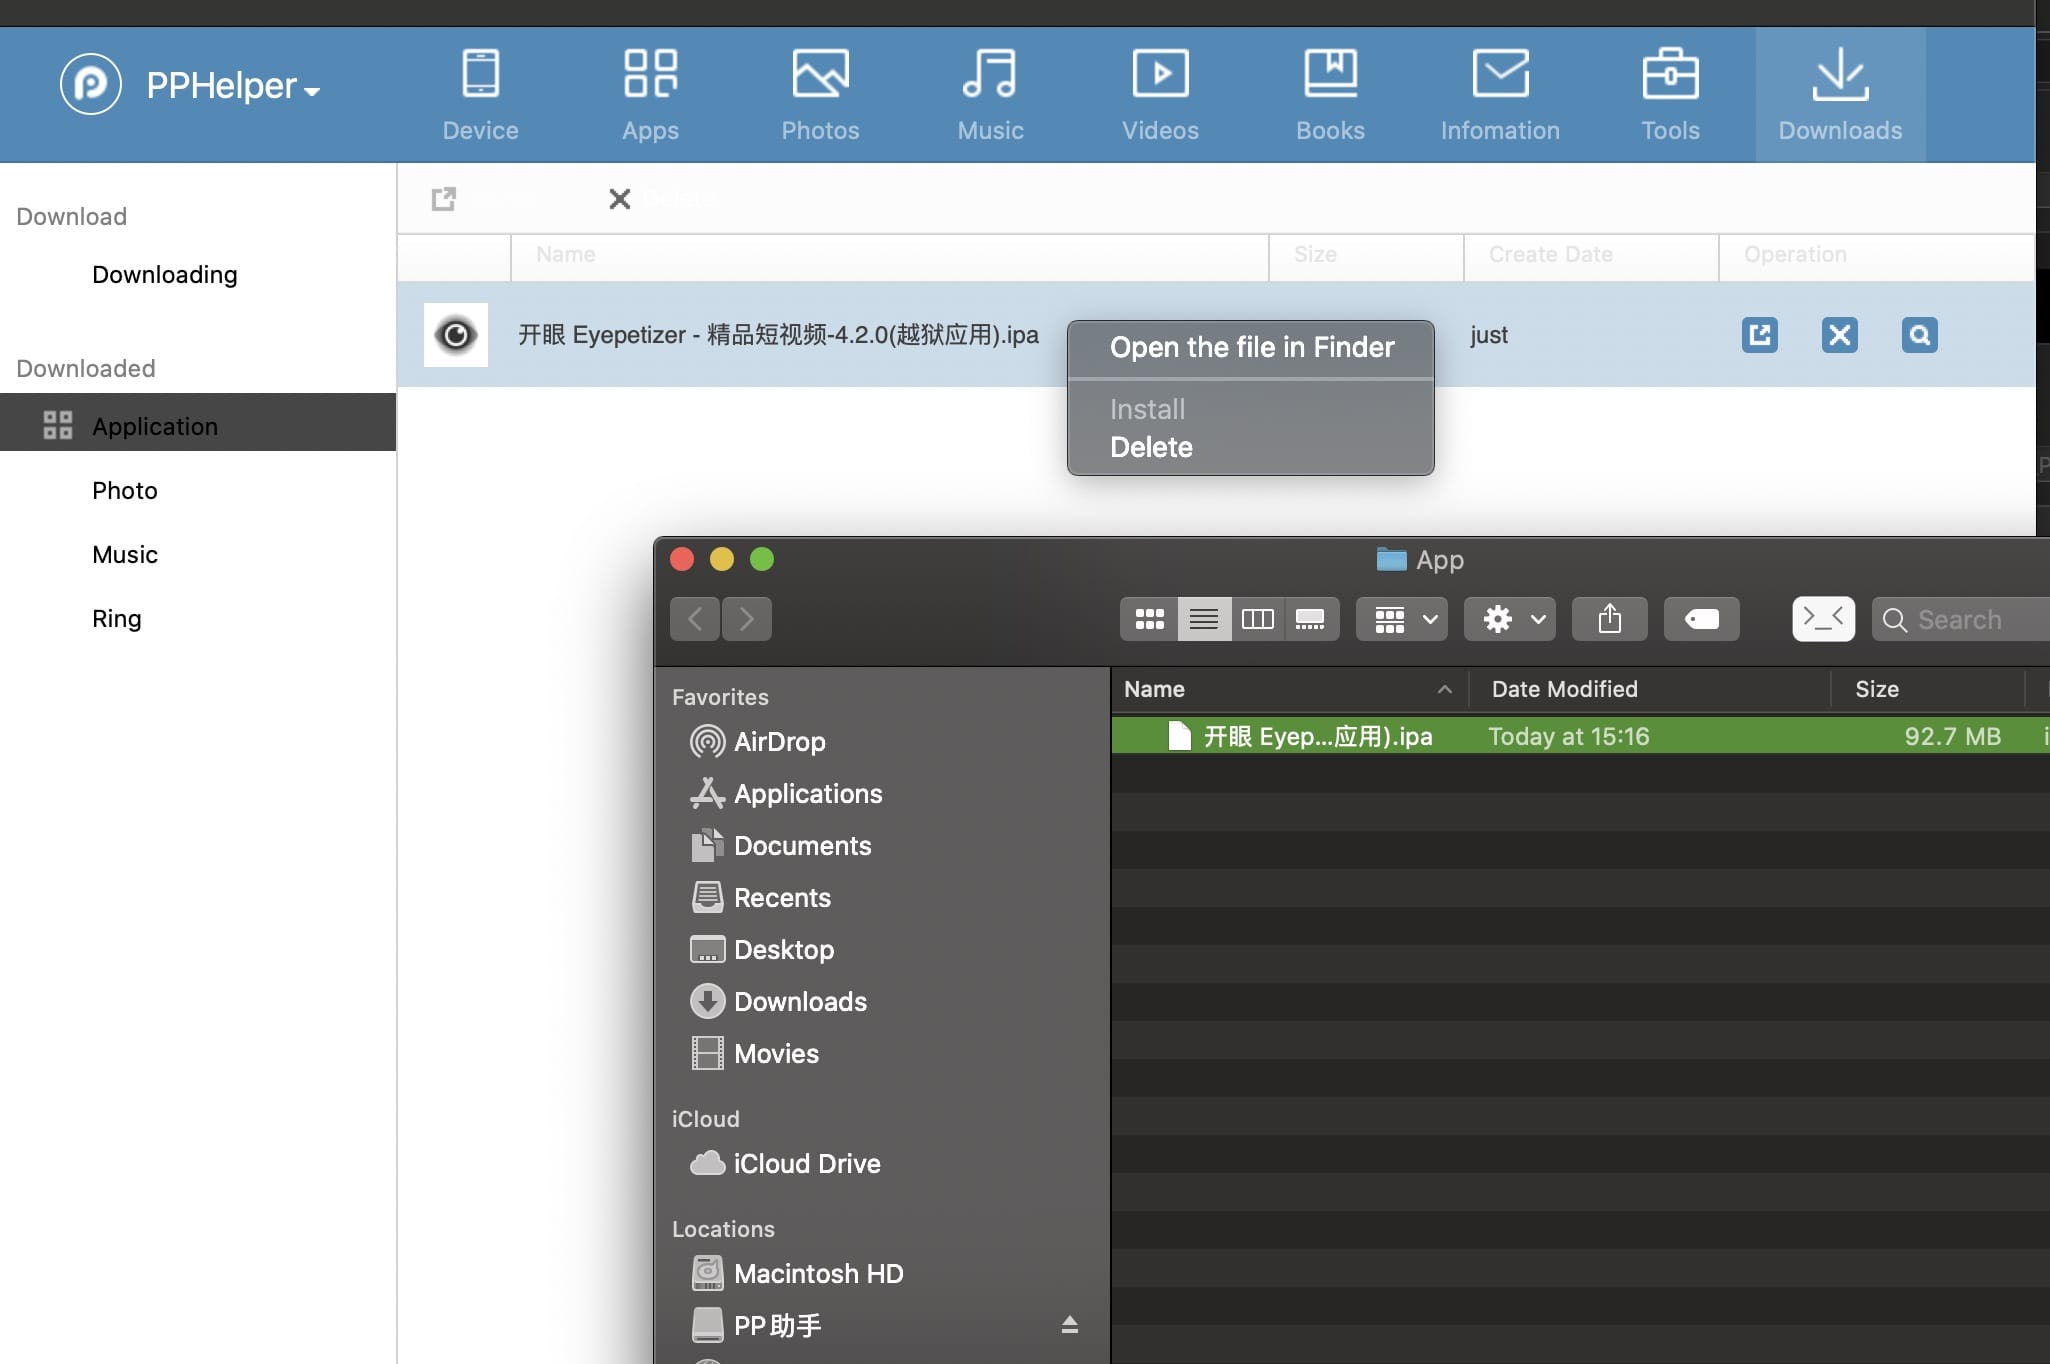 PPHelper
Device
Apps
Photos
Music
Videos
Books
Infomation
Tools
Downloads
Download
Downloading
Downloaded
Application
Photo
Music
Ring
Delete
Name
Size
Create Date
Operation
开眼 Eyepetizer - 精品短视频-4.2.0(越狱应用).ipa
just
Open the file in Finder
Install
Delete
App
Search
Favorites
AirDrop
Applications
Documents
Recents
Desktop
Downloads
Movies
iCloud
iCloud Drive
Locations
Macintosh HD
PP助手
Name
Date Modified
Size
开眼 Eyep...应用).ipa
Today at 15:16
92.7 MB